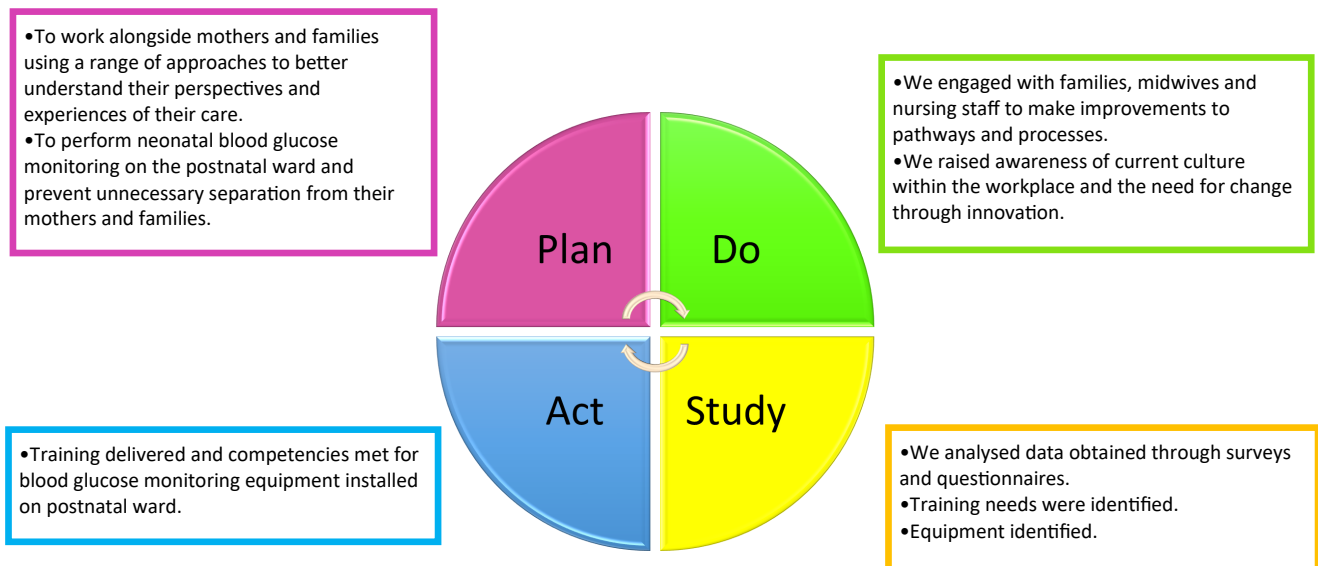 •To work alongside mothers and families
using a range of approaches to better
understand their perspectives and
experiences of their care.
•To perform neonatal blood glucose
monitoring on the postnatal ward and
prevent unnecessary separation from their
mothers and families.
•We engaged with families, midwives and
nursing staff to make improvements to
pathways and processes.
•We raised awareness of current culture
within the workplace and the need for change
through innovation.
Plan
Do
Act
Study
•Training delivered and competencies met for
blood glucose monitoring equipment installed
on postnatal ward.
•We analysed data obtained through surveys
and questionnaires.
•Training needs were identified.
•Equipment identified.